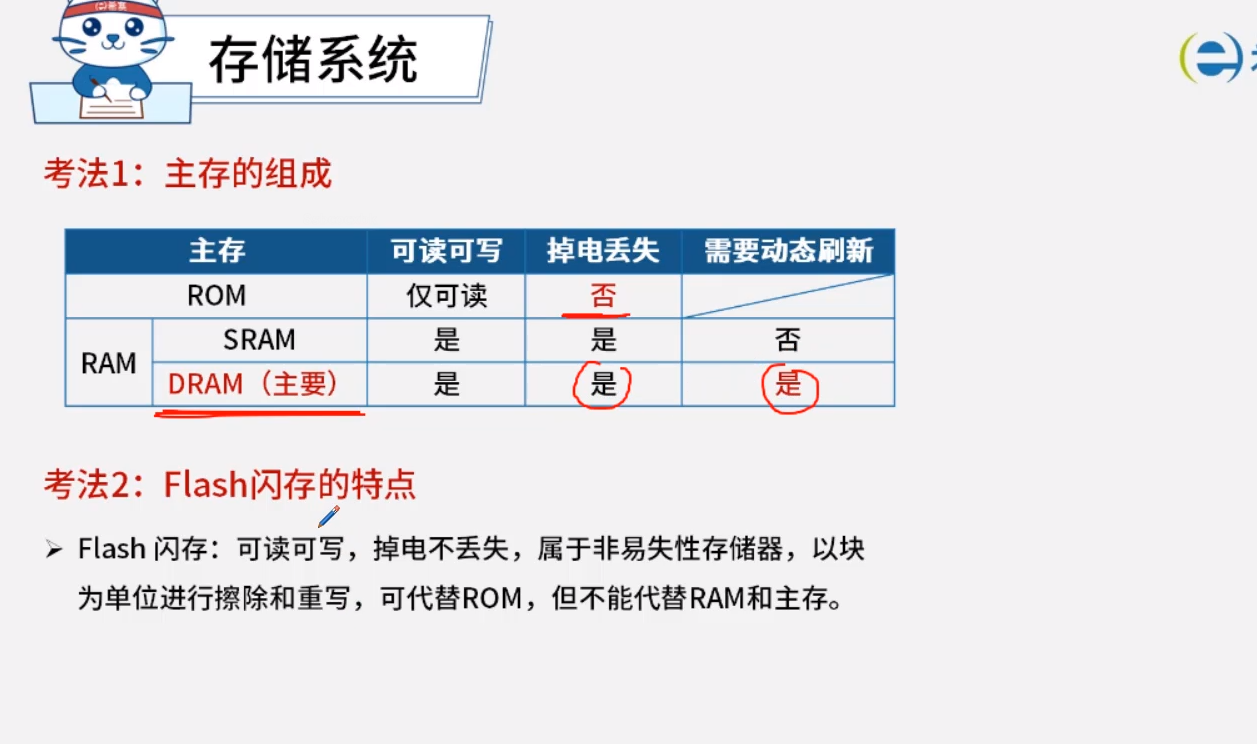 存储系统
考法1：主存的组成
主存 可读可写 掉电丢失 需要动态刷新
ROM 仅可读 否
RAM SRAM 是 是 否
DRAM（主要） 是 是 是
考法2：Flash闪存的特点
➢ Flash 闪存：可读可写，掉电不丢失，属于非易失性存储器，以块
为单位进行擦除和重写，可代替ROM，但不能代替RAM和主存。